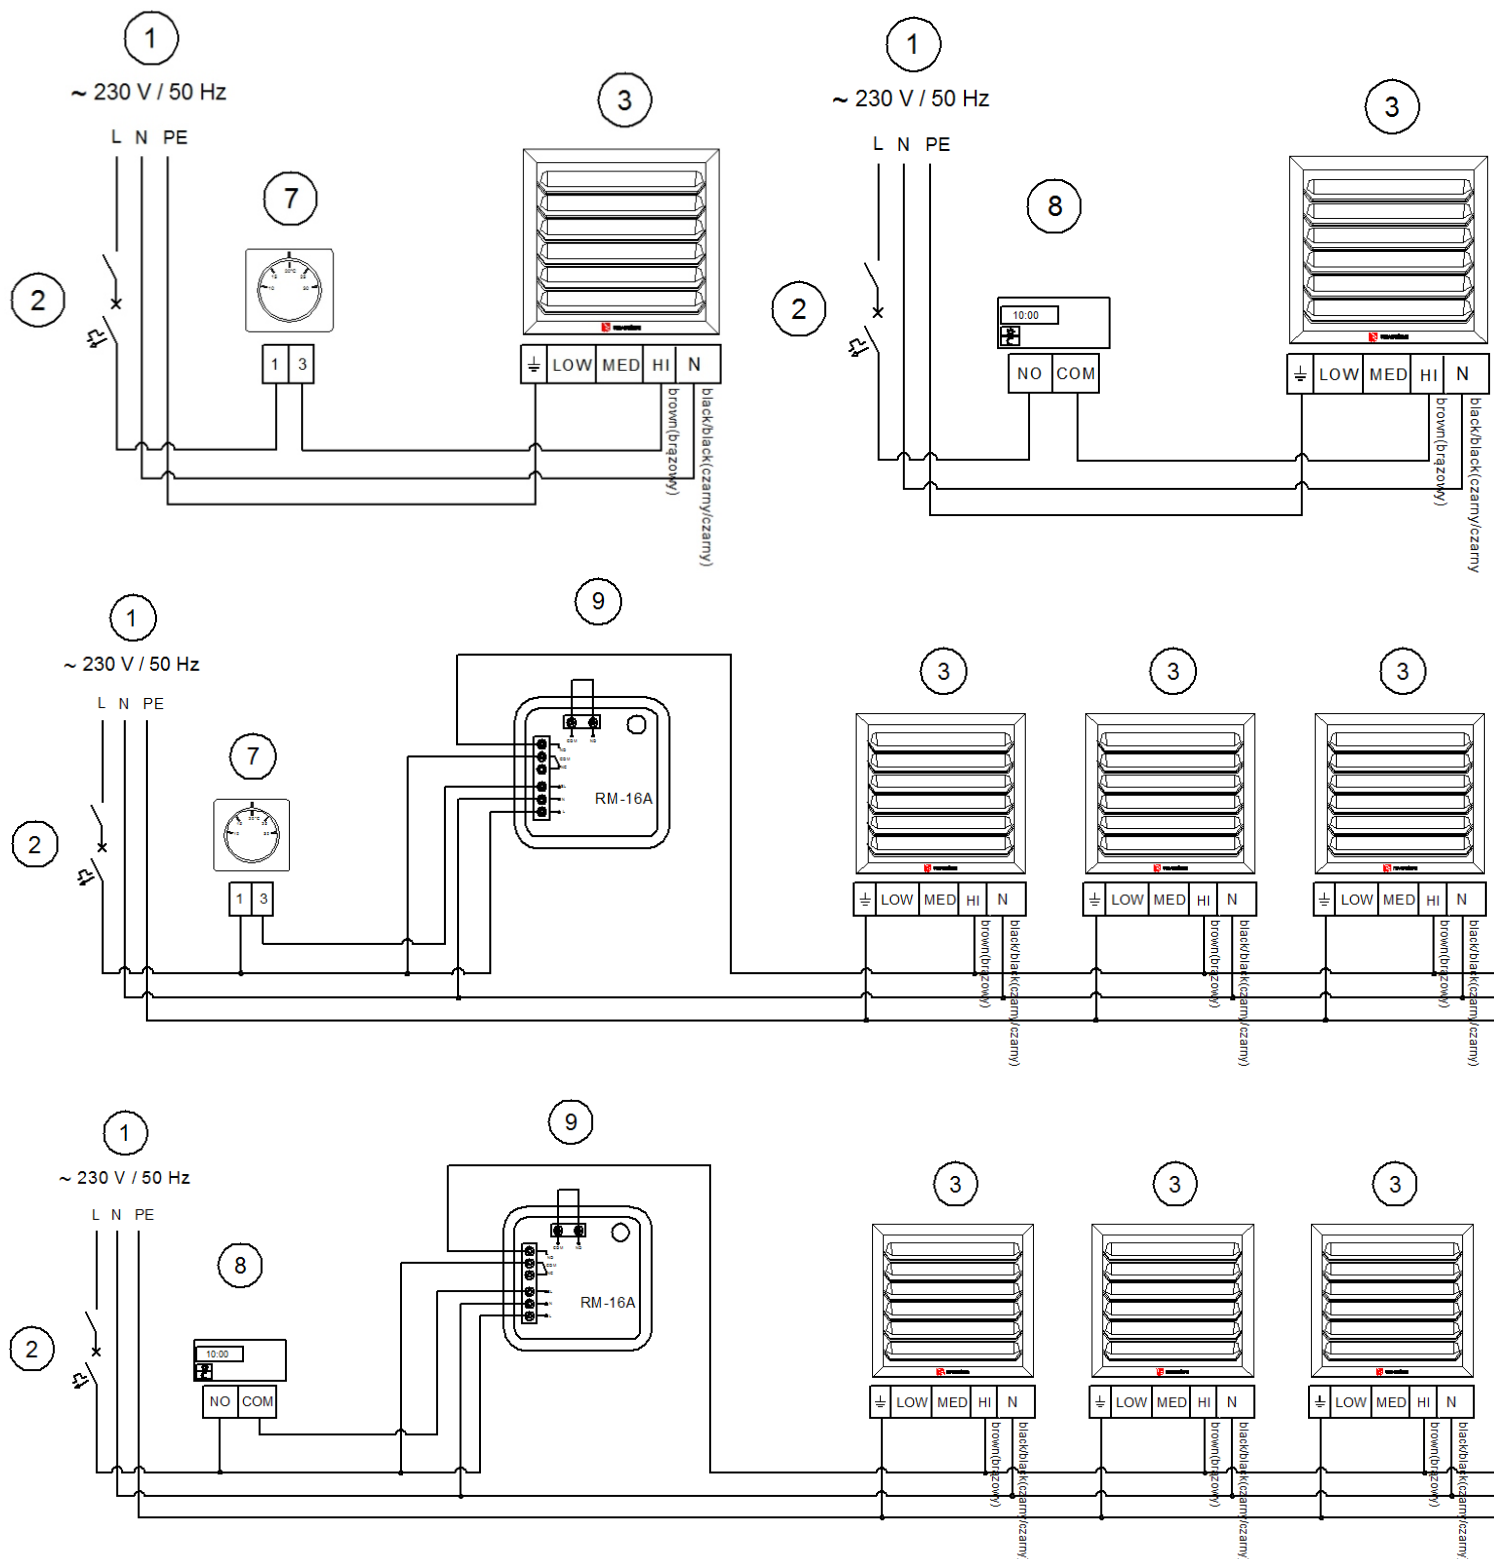 1
~ 230 V / 50 Hz
L N PE
2
7
1 3
3
LOW MED HI N
brown(brązowy)
black/black(czarny/czarny)
1
~ 230 V / 50 Hz
L N PE
2
8
10:00
NO COM
3
LOW MED HI N
brown(brązowy)
black/black(czarny/czarny
1
~ 230 V / 50 Hz
L N PE
2
7
1 3
9
COM NO
RM-16A
3
LOW MED HI N
brown(brązowy)
black/black(czarny/czarny)
3
LOW MED HI N
brown(brązowy)
black/black(czarny/czarny)
3
LOW MED HI N
brown(brązowy)
black/black(czarny/czarny)
1
~ 230 V / 50 Hz
L N PE
2
8
10:00
NO COM
9
COM NO
RM-16A
3
LOW MED HI N
brown(brązowy)
black/black(czarny/czarny
3
LOW MED HI N
brown(brązowy)
black/black(czarny/czarny
3
LOW MED HI N
brown(brązowy)
black/black(czarny/czarny